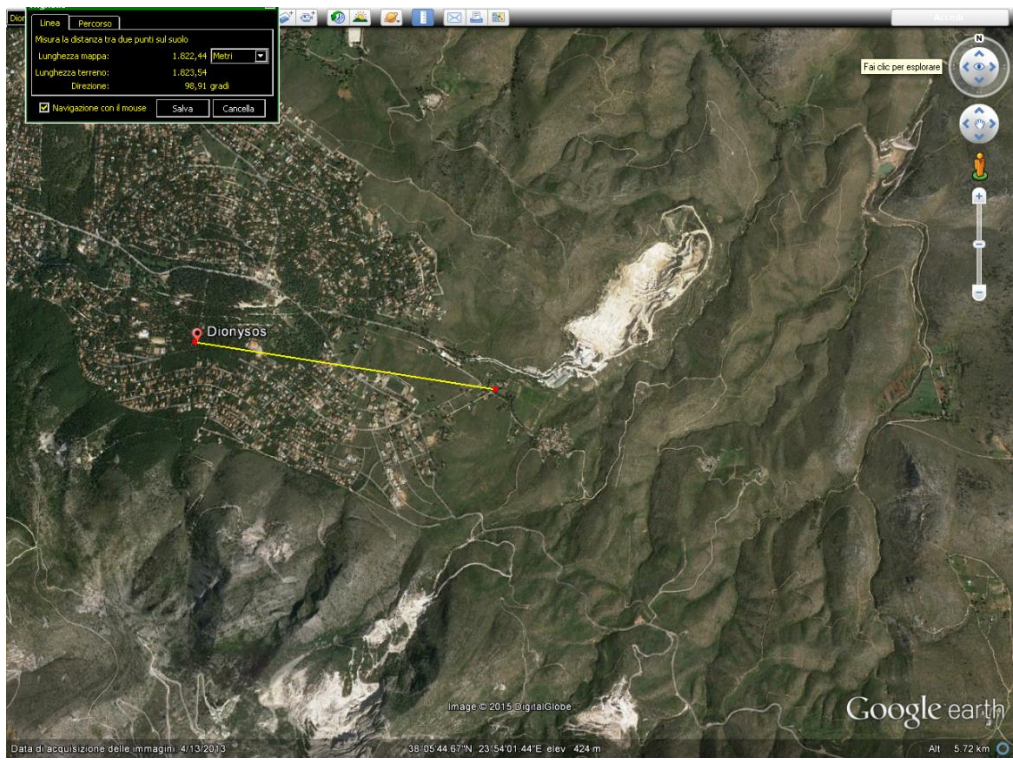 Linea Percorso
Misura la distanza tra due punti sul suolo
Lunghezza mappa: 1.822,44 Metri
Lunghezza terreno: 1.823,54
Direzione: 98,91 gradi
Navigazione con il mouse Salva Cancella
Fai clic per esplorare
N
Dionysos
Image © 2015 DigitalGlobe
Google earth
Data di acquisizione delle immagini: 4/13/2013 38°05'44.67"N 23°54'01.44"E elev 424 m Alt 5.72 km